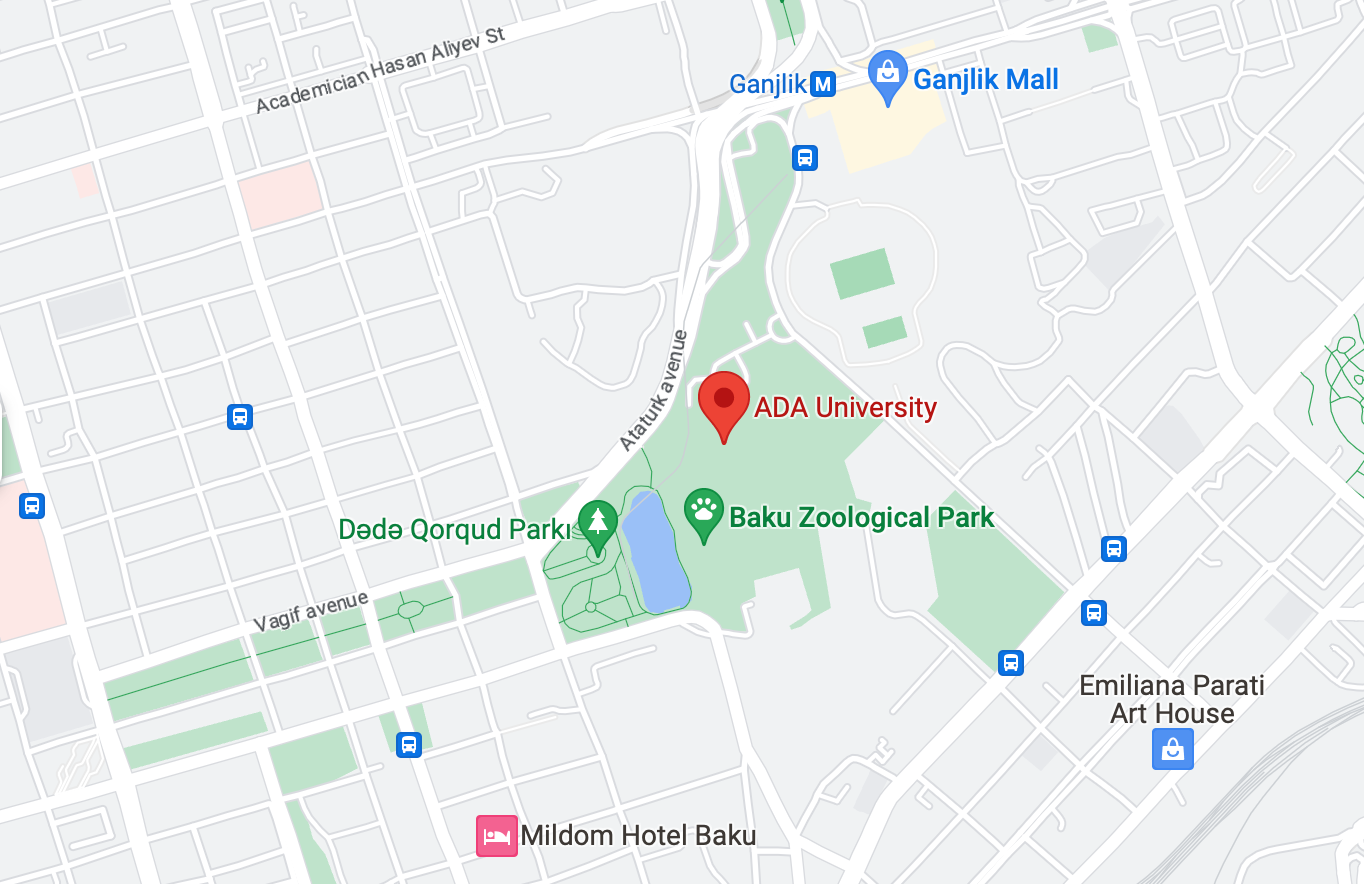 Academician Hasan Aliyev St
Ganjlik M
Ganjlik Mall
Ataturk avenue
ADA University
Baku Zoological Park
Dədə Qorqud Parkı
Vagif avenue
Emiliana Parati
Art House
Mildom Hotel Baku